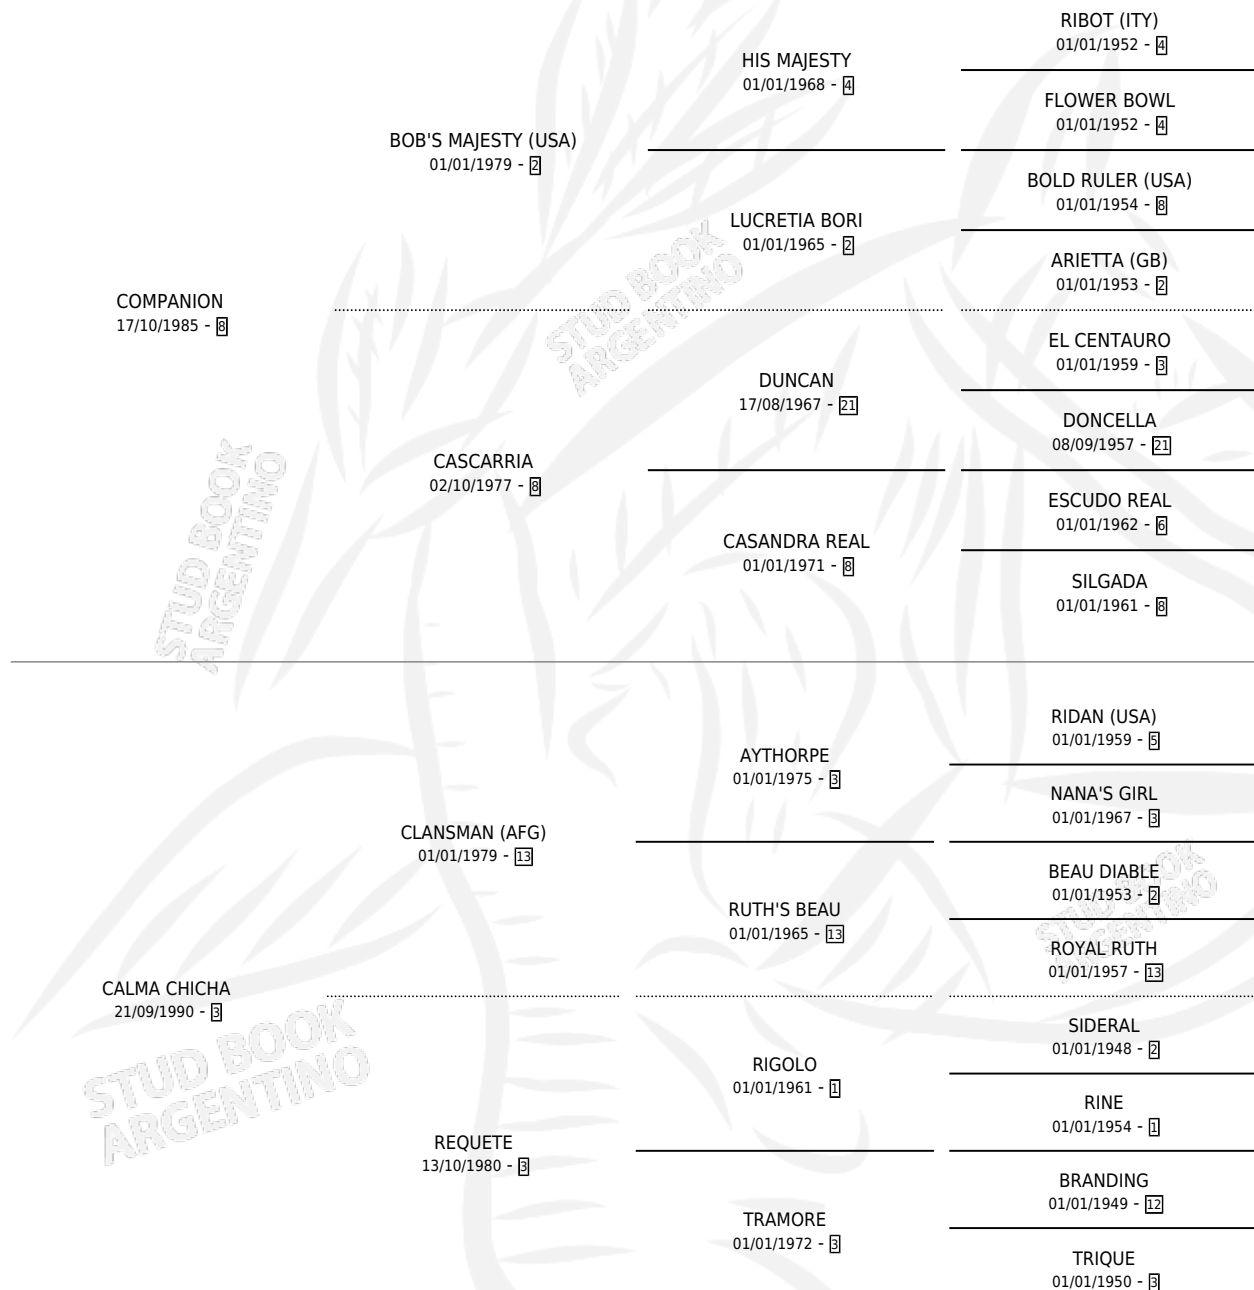 RIBOT (ITY)
01/01/1952 - 4
HIS MAJESTY
01/01/1968 - 4
FLOWER BOWL
01/01/1952 - 4
BOB'S MAJESTY (USA)
01/01/1979 - 2
BOLD RULER (USA)
01/01/1954 - 8
LUCRETIA BORI
01/01/1965 - 2
ARIETTA (GB)
01/01/1953 - 2
COMPANION
17/10/1985 - 8
STUD BOOK
ARGENTINO
EL CENTAURO
01/01/1959 - 3
DUNCAN
17/08/1967 - 21
DONCELLA
08/09/1957 - 21
CASCARRIA
02/10/1977 - 8
ESCUDO REAL
01/01/1962 - 6
CASANDRA REAL
01/01/1971 - 8
SILGADA
01/01/1961 - 8
STUD BOOK
ARGENTINO
RIDAN (USA)
01/01/1959 - 5
AYTHORPE
01/01/1975 - 3
NANA'S GIRL
01/01/1967 - 3
CLANSMAN (AFG)
01/01/1979 - 13
BEAU DIABLE
01/01/1953 - 2
RUTH'S BEAU
01/01/1965 - 13
STUD BOOK
ARGENTINO
ROYAL RUTH
01/01/1957 - 13
CALMA CHICHA
21/09/1990 - 3
SIDERAL
01/01/1948 - 2
RIGOLO
01/01/1961 - 1
RINE
01/01/1954 - 1
STUD BOOK
ARGENTINO
REQUETE
13/10/1980 - 3
BRANDING
01/01/1949 - 12
TRAMORE
01/01/1972 - 3
TRIQUE
01/01/1950 - 3